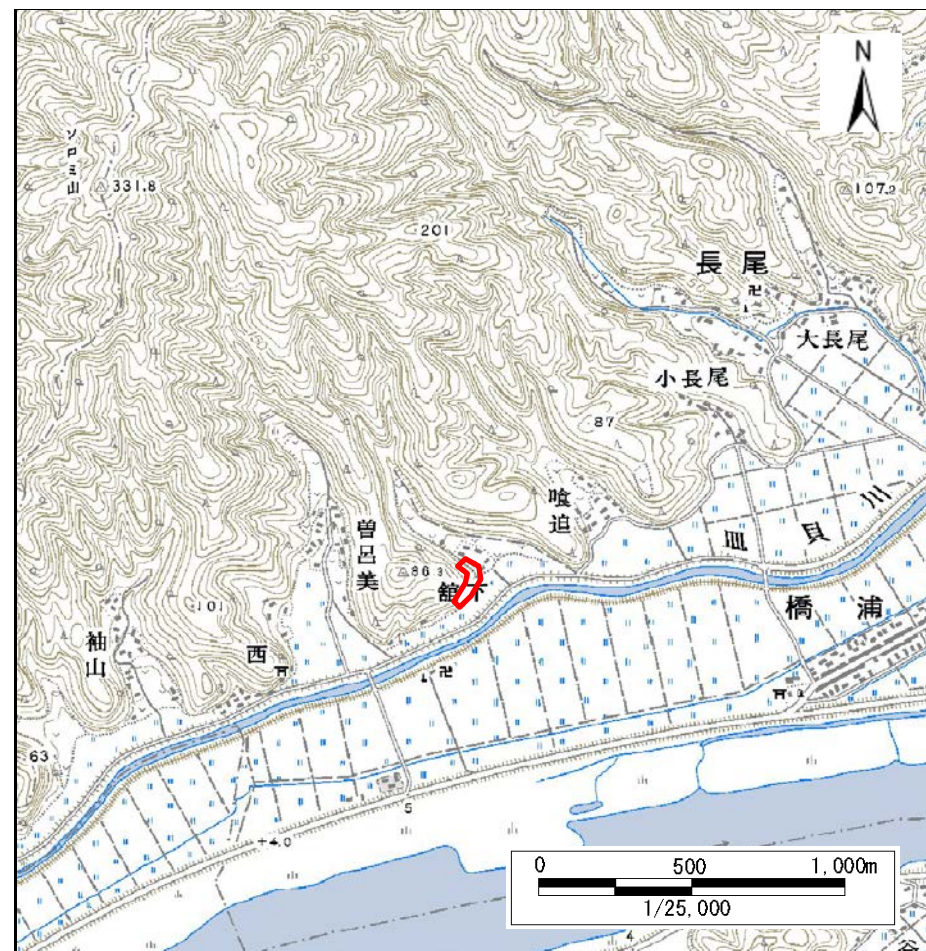 N
ソロミ山
331.8
107.2
201
長尾
大長尾
小長尾
87
喰迫
皿貝川
曽呂美
86.3
舘下
橋浦
101
袖山
西
63
5
+4.0
4
0 500 1,000m
1/25,000